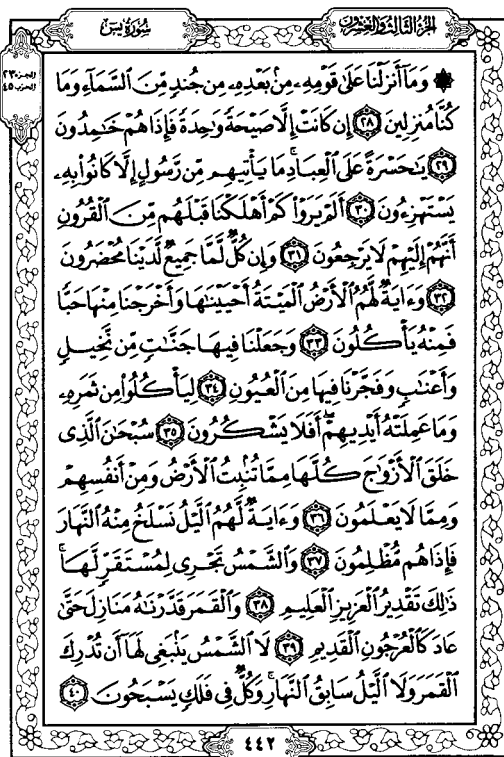 الجزء الثالث والعشرون
سورة يس
الجزء ٢٣
الحزب ٤٥
۞ وَمَآ أَنزَلْنَا عَلَىٰ قَوْمِهِۦ مِنۢ بَعْدِهِۦ مِن جُندٍ مِّنَ ٱلسَّمَآءِ وَمَا
كُنَّا مُنزِلِينَ ٢٨ إِن كَانَتْ إِلَّا صَيْحَةً وَٰحِدَةً فَإِذَا هُمْ خَٰمِدُونَ
٢٩ يَٰحَسْرَةً عَلَى ٱلْعِبَادِ ۚ مَا يَأْتِيهِم مِّن رَّسُولٍ إِلَّا كَانُوا۟ بِهِۦ
يَسْتَهْزِءُونَ ٣٠ أَلَمْ يَرَوْا۟ كَمْ أَهْلَكْنَا قَبْلَهُم مِّنَ ٱلْقُرُونِ
أَنَّهُمْ إِلَيْهِمْ لَا يَرْجِعُونَ ٣١ وَإِن كُلٌّ لَّمَّا جَمِيعٌ لَّدَيْنَا مُحْضَرُونَ
٣٢ وَءَايَةٌ لَّهُمُ ٱلْأَرْضُ ٱلْمَيْتَةُ أَحْيَيْنَٰهَا وَأَخْرَجْنَا مِنْهَا حَبًّا
فَمِنْهُ يَأْكُلُونَ ٣٣ وَجَعَلْنَا فِيهَا جَنَّٰتٍ مِّن نَّخِيلٍ
وَأَعْنَٰبٍ وَفَجَّرْنَا فِيهَا مِنَ ٱلْعُيُونِ ٣٤ لِيَأْكُلُوا۟ مِن ثَمَرِهِۦ
وَمَا عَمِلَتْهُ أَيْدِيهِمْ ۖ أَفَلَا يَشْكُرُونَ ٣٥ سُبْحَٰنَ ٱلَّذِى
خَلَقَ ٱلْأَزْوَٰجَ كُلَّهَا مِمَّا تُنۢبِتُ ٱلْأَرْضُ وَمِنْ أَنفُسِهِمْ
وَمِمَّا لَا يَعْلَمُونَ ٣٦ وَءَايَةٌ لَّهُمُ ٱلَّيْلُ نَسْلَخُ مِنْهُ ٱلنَّهَارَ
فَإِذَا هُم مُّظْلِمُونَ ٣٧ وَٱلشَّمْسُ تَجْرِى لِمُسْتَقَرٍّ لَّهَا ۚ
ذَٰلِكَ تَقْدِيرُ ٱلْعَزِيزِ ٱلْعَلِيمِ ٣٨ وَٱلْقَمَرَ قَدَّرْنَٰهُ مَنَازِلَ حَتَّىٰ
عَادَ كَٱلْعُرْجُونِ ٱلْقَدِيمِ ٣٩ لَا ٱلشَّمْسُ يَنۢبَغِى لَهَآ أَن تُدْرِكَ
ٱلْقَمَرَ وَلَا ٱلَّيْلُ سَابِقُ ٱلنَّهَارِ ۚ وَكُلٌّ فِى فَلَكٍ يَسْبَحُونَ ٤٠
٤٤٢